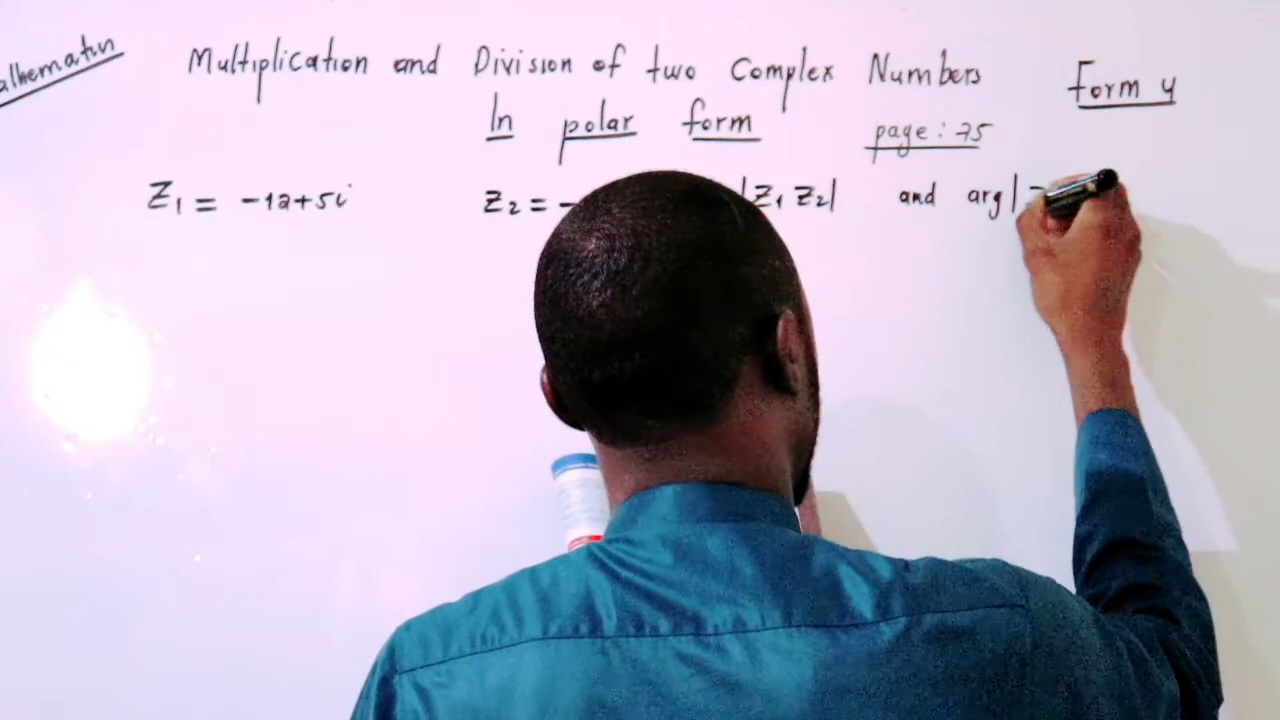 Multiplication and Division of two Complex Numbers
Form 4
In polar form page: 75
Z₁ = -12+5i Z₂ = - |Z₁ Z₂| and arg|